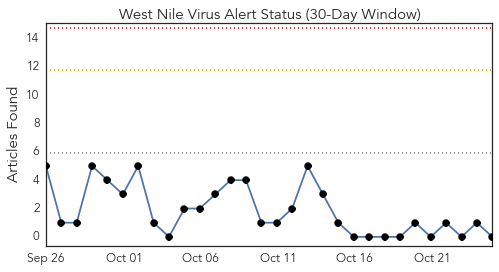 West Nile Virus Alert Status (30-Day Window)
Articles Found
14
12
10
8
6
4
2
0
Sep 26 Oct 01 Oct 06 Oct 11 Oct 16 Oct 21